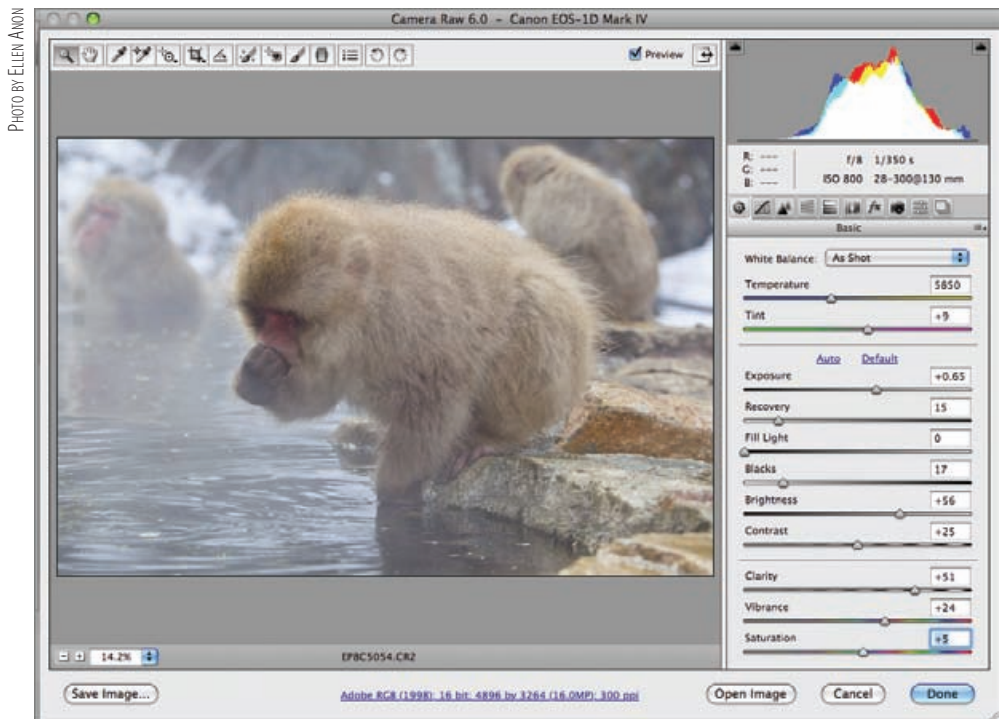 PHOTO BY ELLEN ANON
Camera Raw 6.0 - Canon EOS-1D Mark IV
Preview
R: ---
G: ---
B: ---
f/8 1/350 s
ISO 800 28-300@130 mm
Basic
White Balance: As Shot
Temperature 5850
Tint +9
Auto Default
Exposure +0.65
Recovery 15
Fill Light 0
Blacks 17
Brightness +56
Contrast +25
Clarity +51
Vibrance +24
Saturation +5
14.2%
EP8C5054.CR2
Save Image...
Adobe RGB (1998); 16 bit; 4896 by 3264 (16.0MP); 300 ppi
Open Image
Cancel
Done